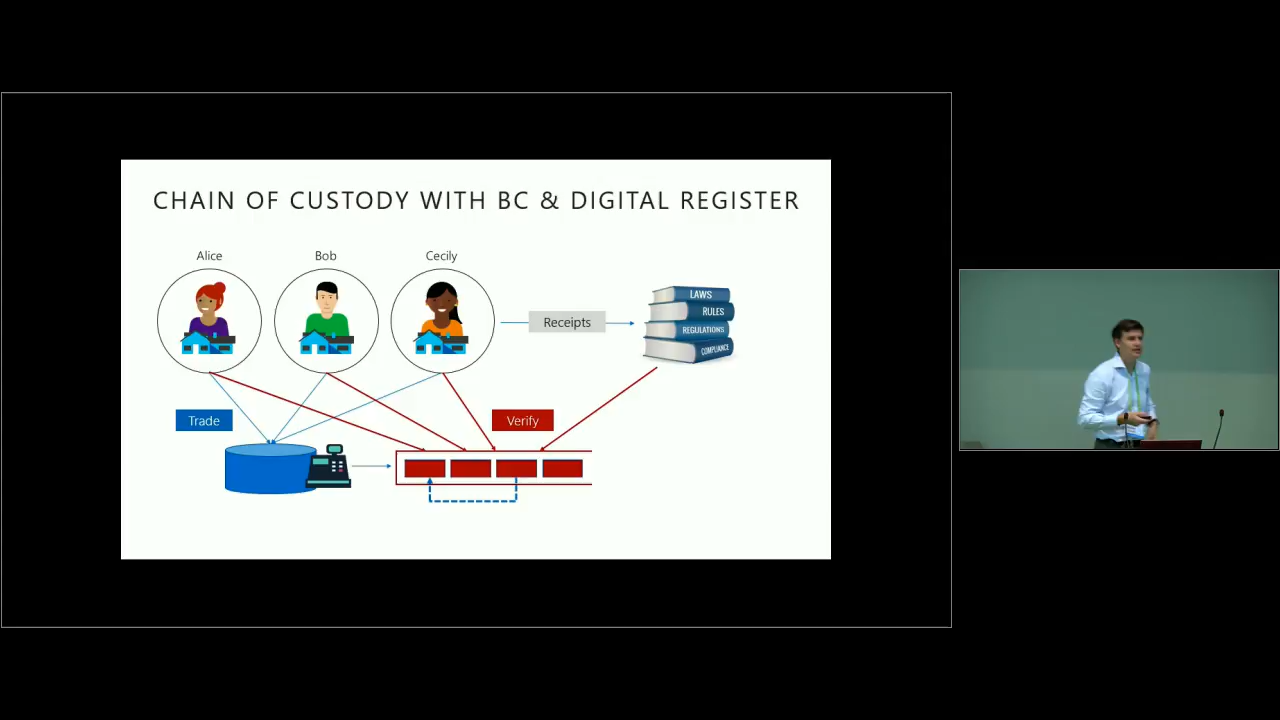 CHAIN OF CUSTODY WITH BC & DIGITAL REGISTER
Alice
Bob
Cecily
Receipts
LAWS
RULES
REGULATIONS
COMPLIANCE
Trade
Verify